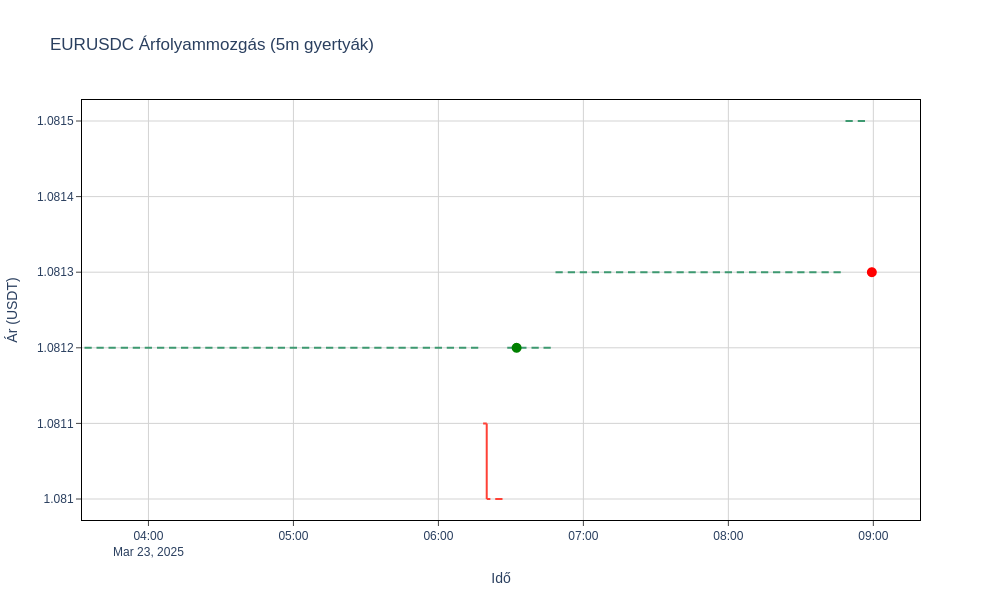 EURUSDC Árfolyammozgás (5m gyertyák)
1.0815
1.0814
1.0813
1.0812
1.0811
1.081
Ár (USDT)
04:00 05:00 06:00 07:00 08:00 09:00
Mar 23, 2025
Idő